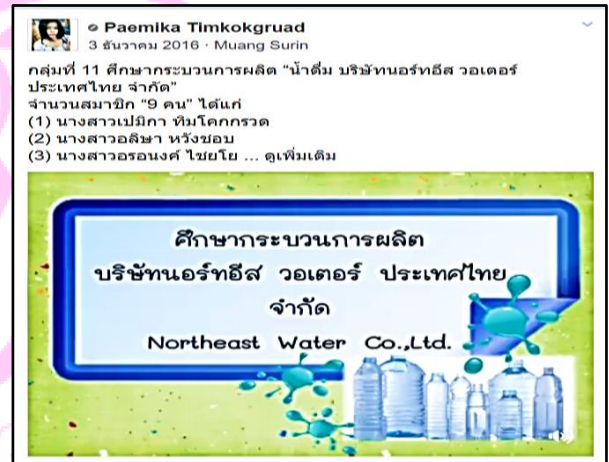 Paemika Timkokgruad
3 ธันวาคม 2016 · Muang Surin
กลุ่มที่ 11 ศึกษากระบวนการผลิต "น้ำดื่ม บริษัทนอร์ทอีส วอเตอร์
ประเทศไทย จำกัด"
จำนวนสมาชิก "9 คน" ได้แก่
(1) นางสาวเปมิกา ทิมโคกกรวด
(2) นางสาวอลิษา หวังชอบ
(3) นางสาวอรอนงค์ ไชยโย ... ดูเพิ่มเติม
ศึกษากระบวนการผลิต
บริษัทนอร์ทอีส วอเตอร์ ประเทศไทย
จำกัด
Northeast Water Co.,Ltd.